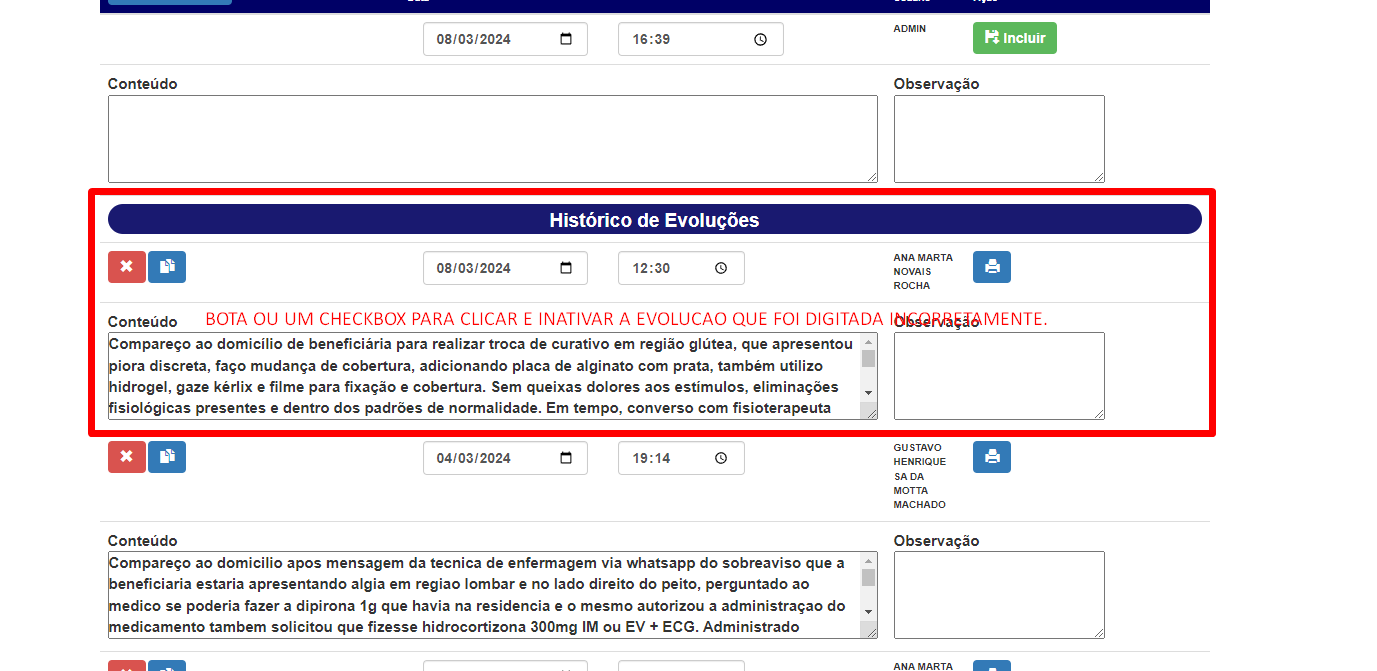 08/03/2024
16:39
ADMIN
Incluir
Conteúdo
Observação
Histórico de Evoluções
08/03/2024
12:30
ANA MARTA
NOVAIS
ROCHA
BOTA OU UM CHECKBOX PARA CLICAR E INATIVAR A EVOLUCAO QUE FOI DIGITADA INCORRETAMENTE.
Conteúdo
Observação
Compareço ao domicílio de beneficiária para realizar troca de curativo em região glútea, que apresentou
piora discreta, faço mudança de cobertura, adicionando placa de alginato com prata, também utilizo
hidrogel, gaze kérlix e filme para fixação e cobertura. Sem queixas dolores aos estímulos, eliminações
fisiológicas presentes e dentro dos padrões de normalidade. Em tempo, converso com fisioterapeuta
04/03/2024
19:14
GUSTAVO
HENRIQUE
SA DA
MOTTA
MACHADO
Conteúdo
Observação
Compareço ao domicilio apos mensagem da tecnica de enfermagem via whatsapp do sobreaviso que a
beneficiaria estaria apresentando algia em regiao lombar e no lado direito do peito, perguntado ao
medico se poderia fazer a dipirona 1g que havia na residencia e o mesmo autorizou a administraçao do
medicamento tambem solicitou que fizesse hidrocortizona 300mg IM ou EV + ECG. Administrado
ANA MARTA